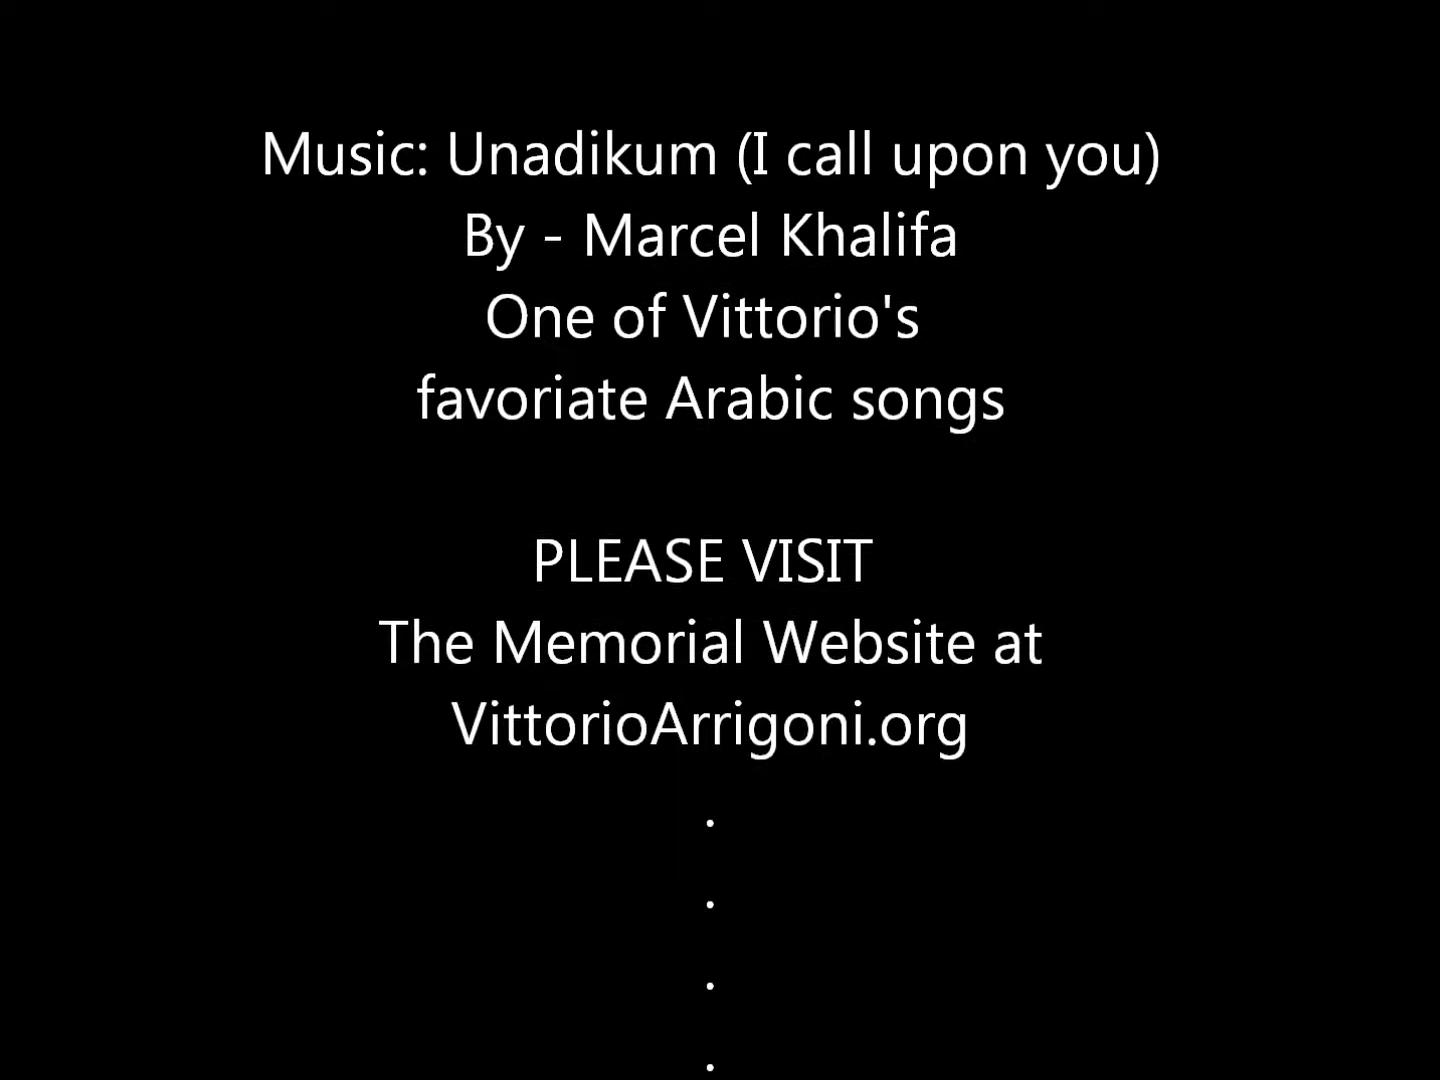 Music: Unadikum (I call upon you)
By - Marcel Khalifa
One of Vittorio's
favoriate Arabic songs
PLEASE VISIT
The Memorial Website at
VittorioArrigoni.org
.
.
.
.